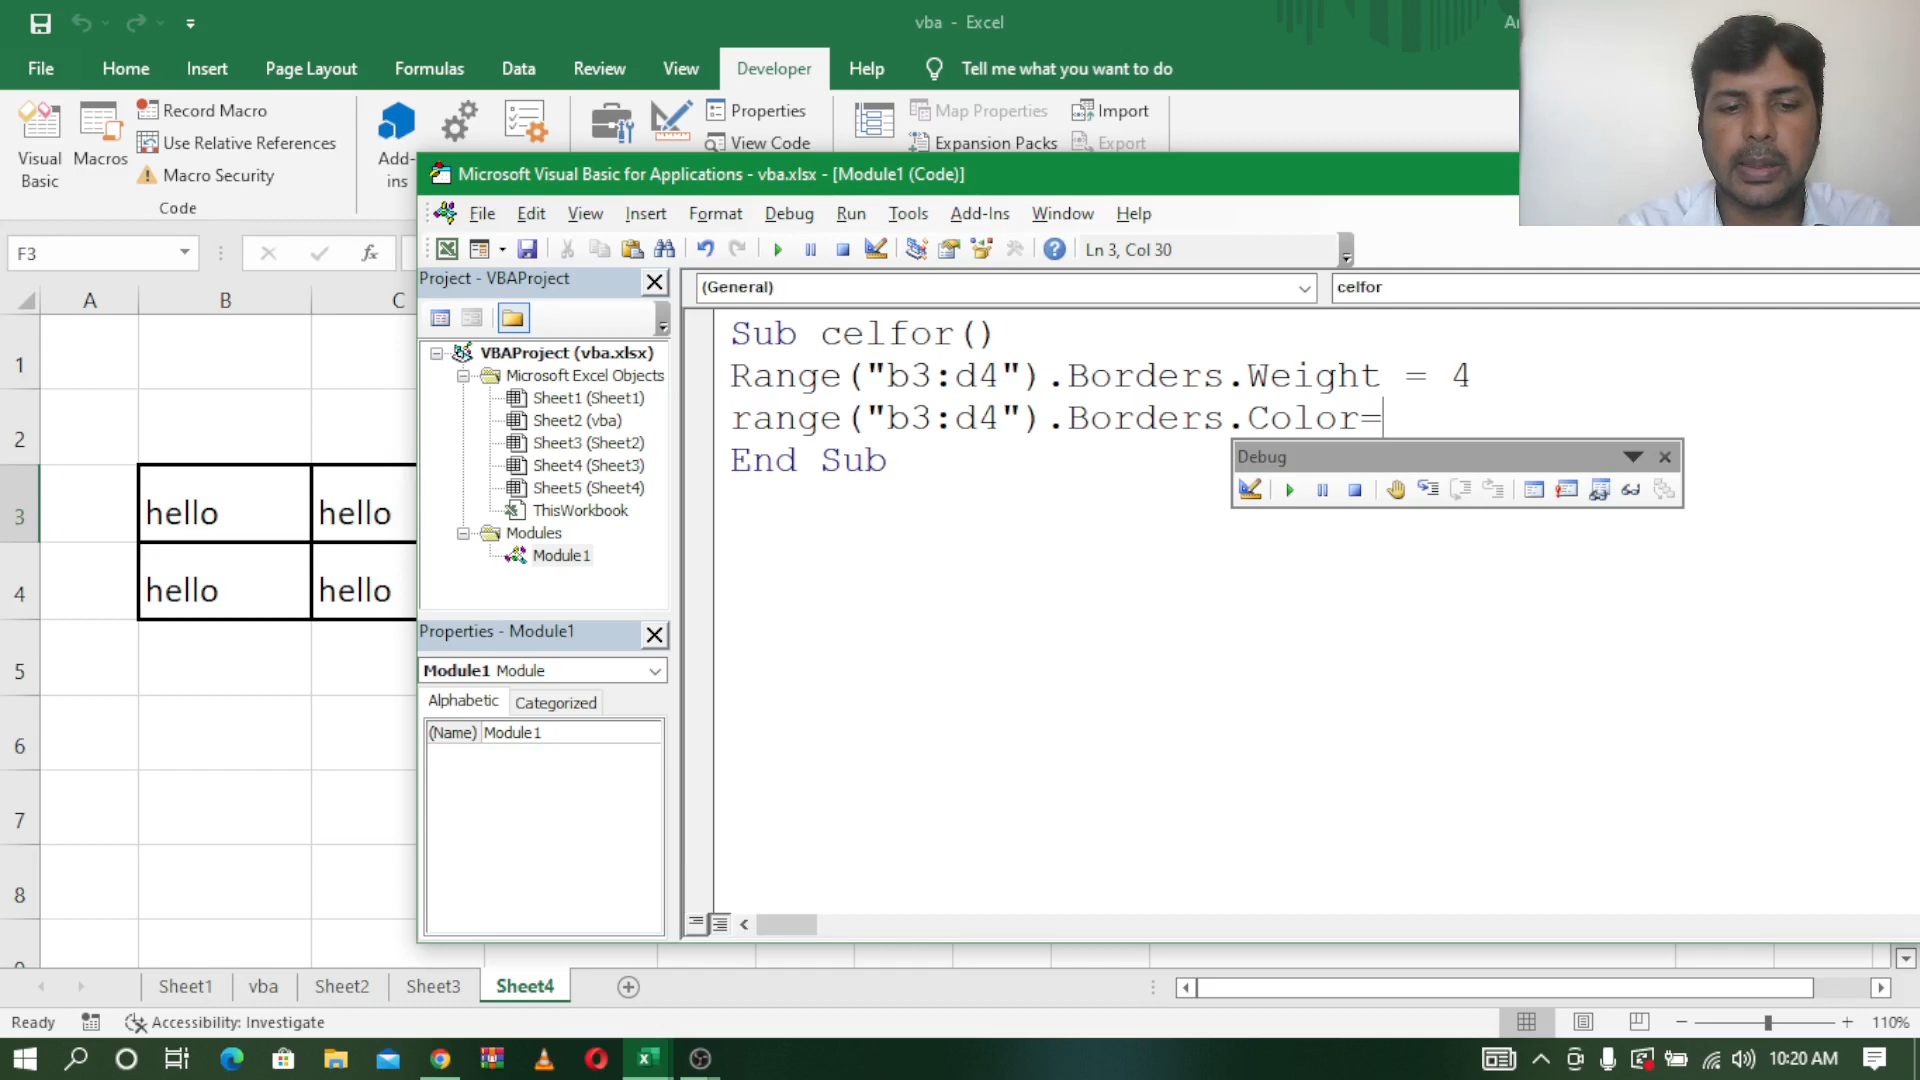 vba - Excel
File Home Insert Page Layout Formulas Data Review View Developer Help Tell me what you want to do
Visual Basic
Macros
Record Macro
Use Relative References
Macro Security
Code
Add-ins
Properties
View Code
Map Properties
Expansion Packs
Import
Export
Microsoft Visual Basic for Applications - vba.xlsx - [Module1 (Code)]
File Edit View Insert Format Debug Run Tools Add-Ins Window Help
Ln 3, Col 30
F3
fx
Project - VBAProject
(General)
celfor
A B C
1
2
3
4
5
6
7
8
hello hello
hello hello
VBAProject (vba.xlsx)
Microsoft Excel Objects
Sheet1 (Sheet1)
Sheet2 (vba)
Sheet3 (Sheet2)
Sheet4 (Sheet3)
Sheet5 (Sheet4)
ThisWorkbook
Modules
Module1
Sub celfor()
Range("b3:d4").Borders.Weight = 4
range("b3:d4").Borders.Color=
End Sub
Debug
Properties - Module1
Module1 Module
Alphabetic Categorized
(Name) Module1
Sheet1 vba Sheet2 Sheet3 Sheet4
Ready
Accessibility: Investigate
110%
10:20 AM